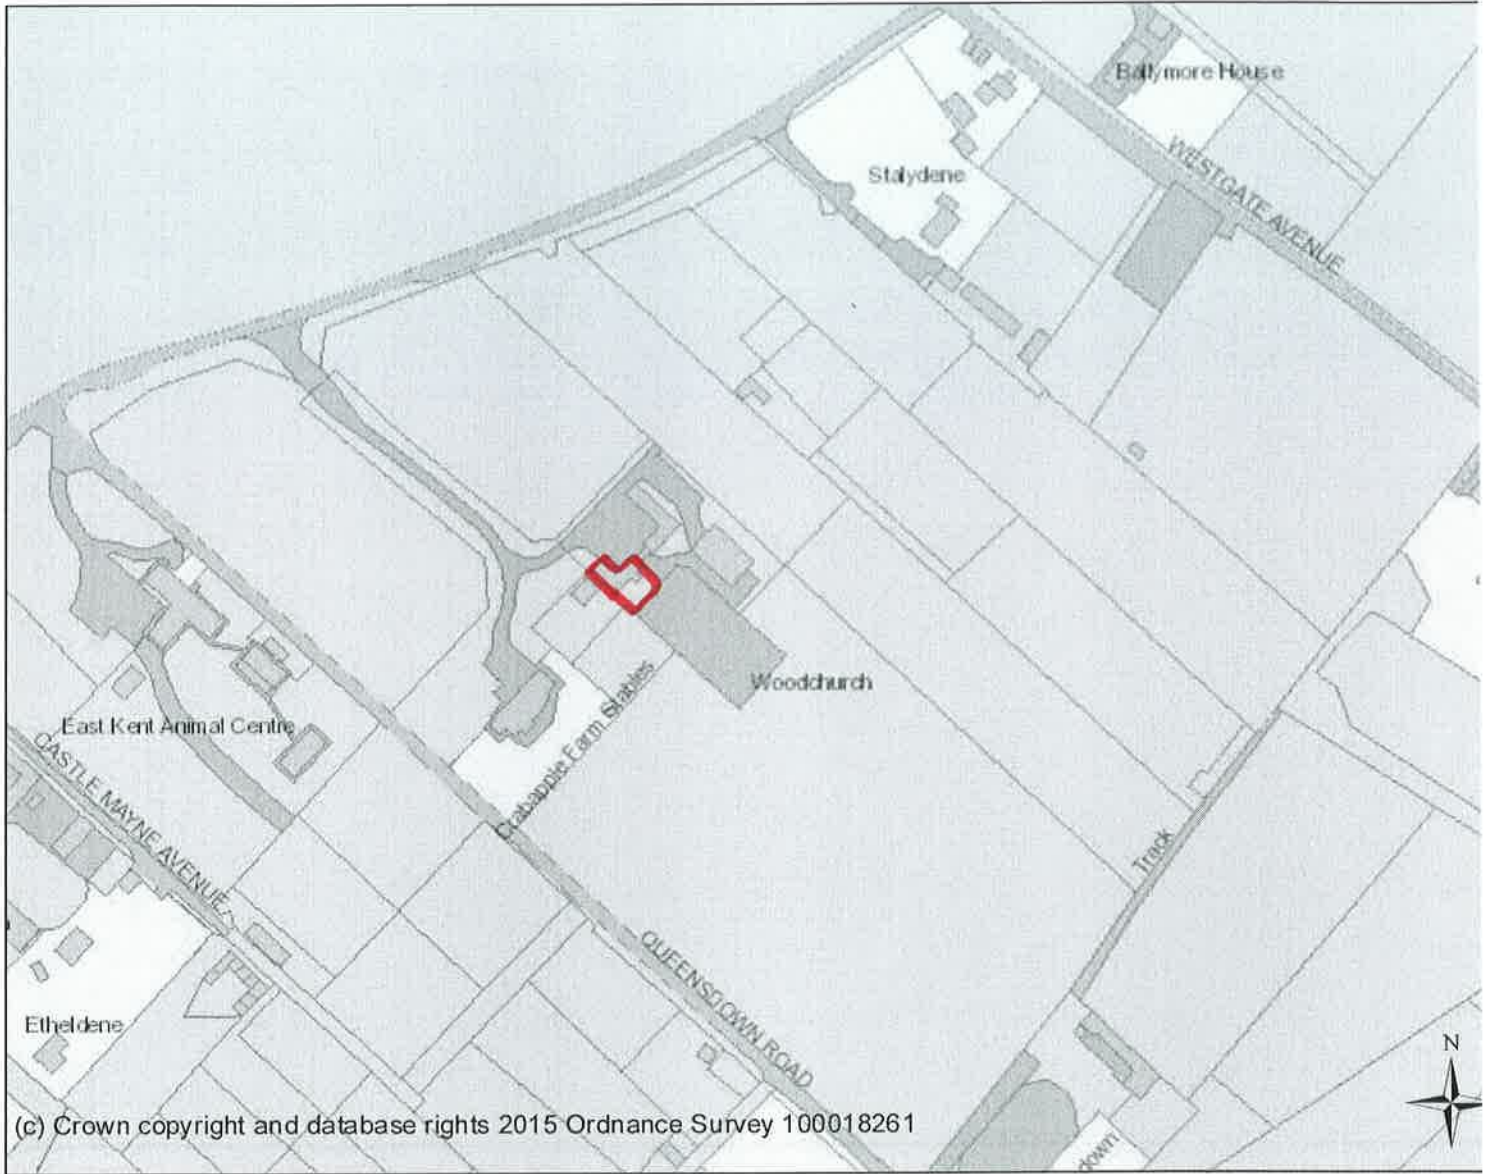 Ballymore House
WESTGATE AVENUE
Stalydene
Woodchurch
Crabapple Farm Stables
East Kent Animal Centre
CASTLE MAYNE AVENUE
Track
QUEENSDOWN ROAD
Etheldene
N
(c) Crown copyright and database rights 2015 Ordnance Survey 100018261
down